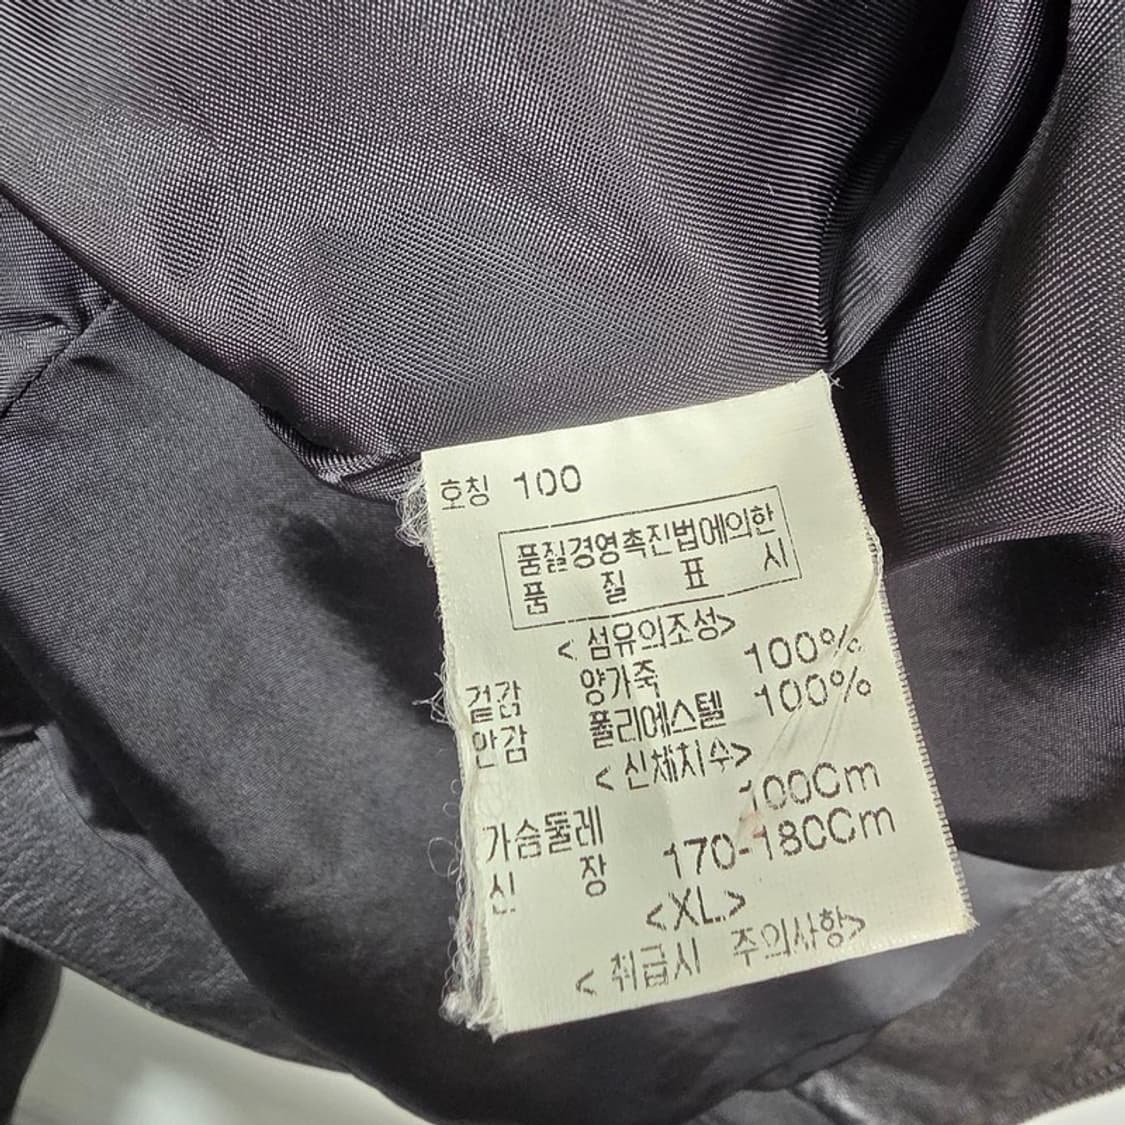 호칭 100
품질경영촉진법에의한
품 질 표 시
<섬유의조성>
겉감 양가죽 100%
안감 폴리에스텔 100%
<신체치수>
가슴둘레 100Cm
신 장 170-180Cm
<XL>
<취급시 주의사항>